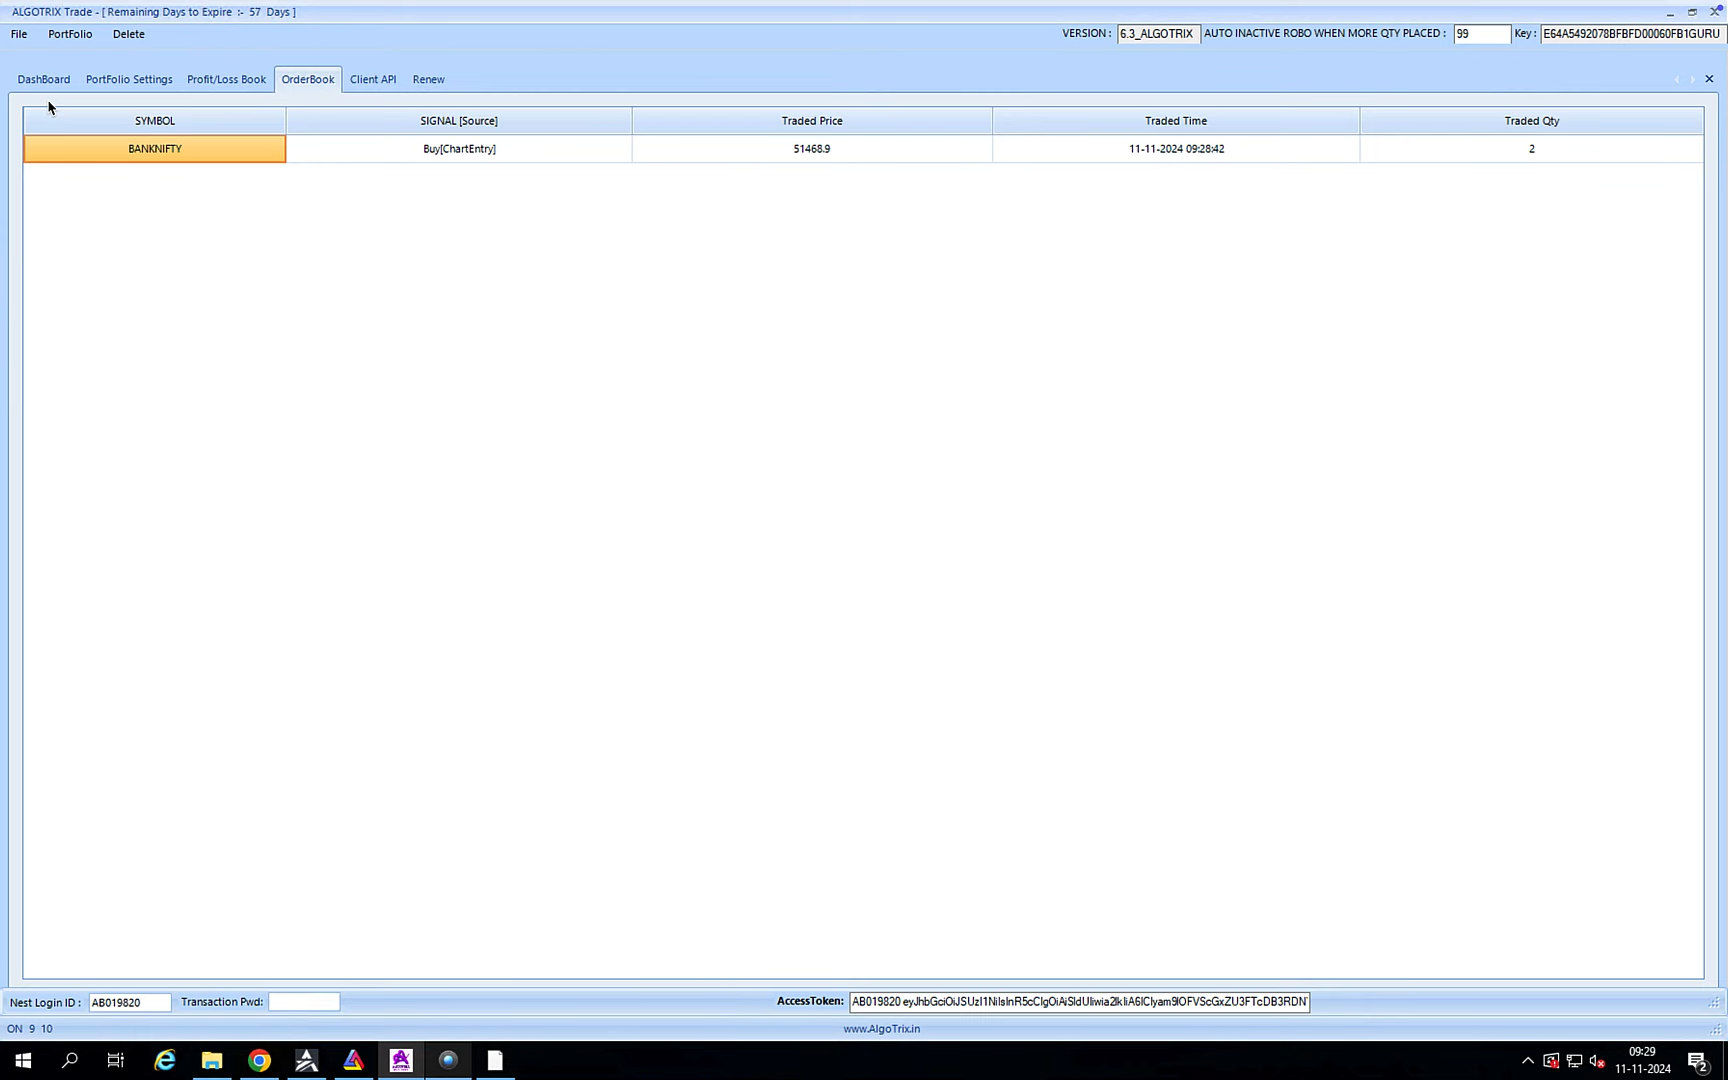 ALGOTRIX Trade - [ Remaining Days to Expire :- 57 Days ]
File PortFolio Delete
VERSION : 6.3_ALGOTRIX AUTO INACTIVE ROBO WHEN MORE QTY PLACED : 99 Key : E64A5492078BFBFD00060FB1GURU
DashBoard PortFolio Settings Profit/Loss Book OrderBook Client API Renew
SYMBOL SIGNAL [Source] Traded Price Traded Time Traded Qty
BANKNIFTY Buy[ChartEntry] 51468.9 11-11-2024 09:28:42 2
Nest Login ID : AB019820 Transaction Pwd: AccessToken: AB019820
ON 9 10 www.AlgoTrix.in
09:29
11-11-2024
2